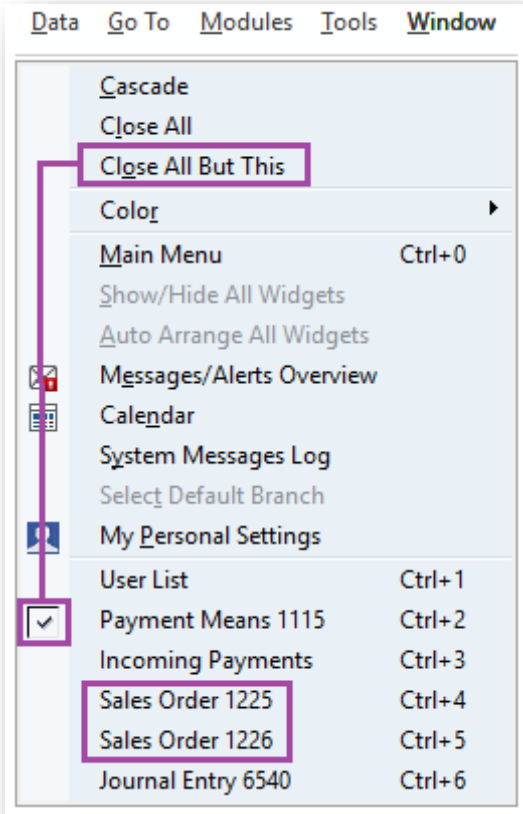 Data Go To Modules Tools Window
Cascade
Close All
Close All But This
Color
Main Menu Ctrl+0
Show/Hide All Widgets
Auto Arrange All Widgets
Messages/Alerts Overview
Calendar
System Messages Log
Select Default Branch
My Personal Settings
User List Ctrl+1
Payment Means 1115 Ctrl+2
Incoming Payments Ctrl+3
Sales Order 1225 Ctrl+4
Sales Order 1226 Ctrl+5
Journal Entry 6540 Ctrl+6